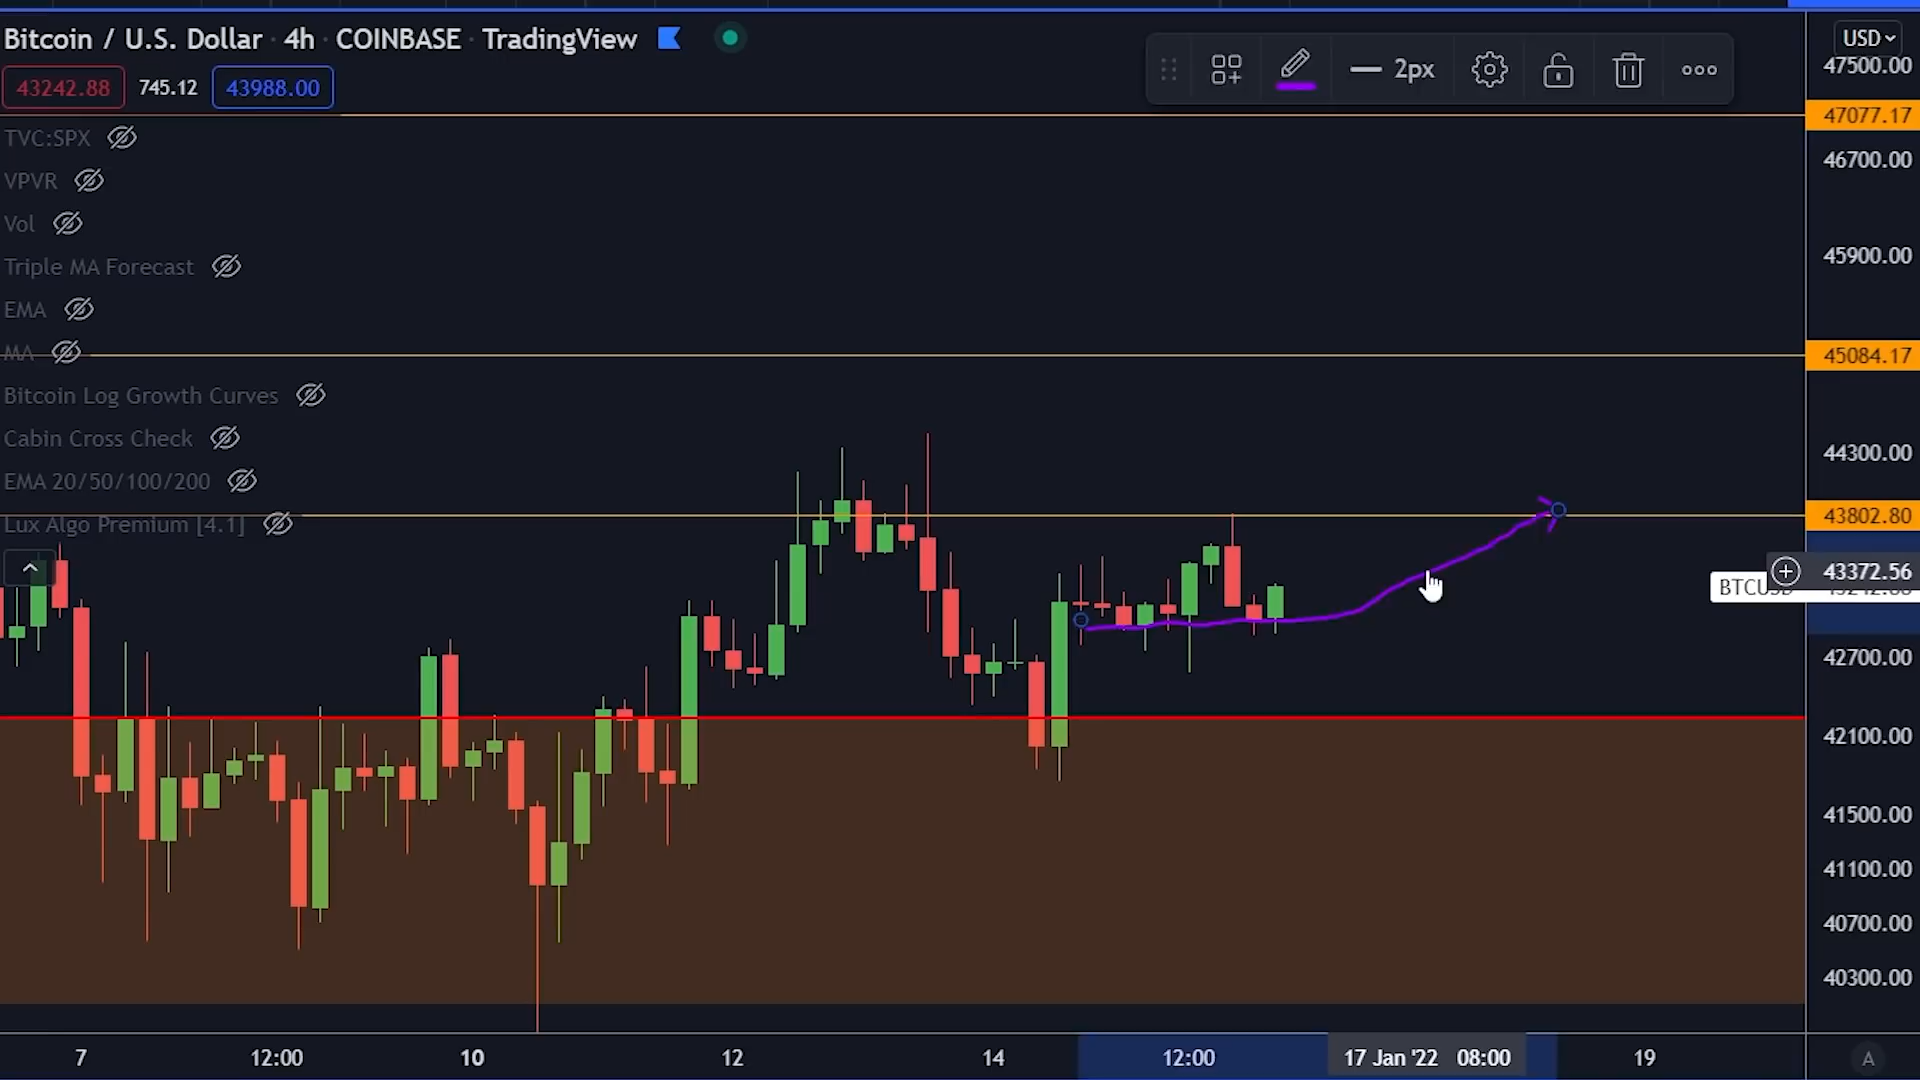 Bitcoin / U.S. Dollar · 4h · COINBASE · TradingView
USD
2px
43242.88 745.12 43988.00
TVC:SPX
VPVR
Vol
Triple MA Forecast
EMA
MA
Bitcoin Log Growth Curves
Cabin Cross Check
EMA 20/50/100/200
Lux Algo Premium [4.1]
47500.00
47077.17
46700.00
45900.00
45084.17
44300.00
43802.80
43372.56
BTCUSD
42700.00
42100.00
41500.00
41100.00
40700.00
40300.00
7 12:00 10 12 14 12:00 17 Jan '22 08:00 19 A